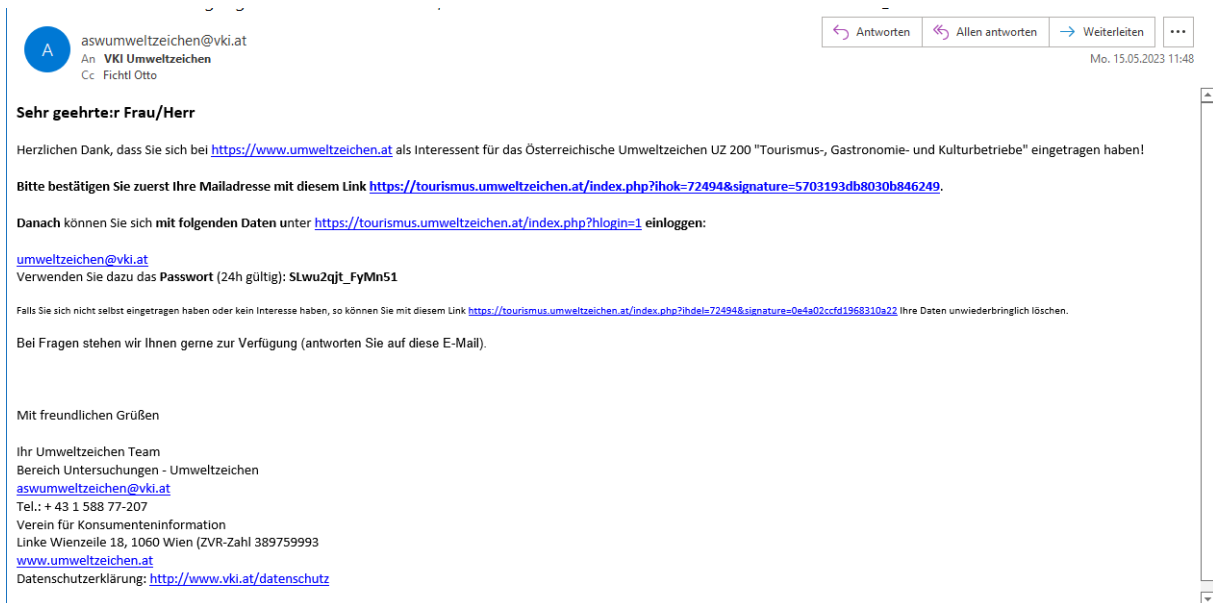 Antworten
Allen antworten
Weiterleiten
...
A
aswumweltzeichen@vki.at
An VKI Umweltzeichen
Cc Fichtl Otto
Mo. 15.05.2023 11:48
Sehr geehrte:r Frau/Herr
Herzlichen Dank, dass Sie sich bei https://www.umweltzeichen.at als Interessent für das Österreichische Umweltzeichen UZ 200 "Tourismus-, Gastronomie- und Kulturbetriebe" eingetragen haben!
Bitte bestätigen Sie zuerst Ihre Mailadresse mit diesem Link https://tourismus.umweltzeichen.at/index.php?ihok=72494&signature=5703193db8030b846249.
Danach können Sie sich mit folgenden Daten unter https://tourismus.umweltzeichen.at/index.php?hlogin=1 einloggen:
umweltzeichen@vki.at
Verwenden Sie dazu das Passwort (24h gültig): SLwu2qjt_FyMn51
Falls Sie sich nicht selbst eingetragen haben oder kein Interesse haben, so können Sie mit diesem Link https://tourismus.umweltzeichen.at/index.php?ihdel=72494&signature=0e4a02ccfd1968310a22 Ihre Daten unwiederbringlich löschen.
Bei Fragen stehen wir Ihnen gerne zur Verfügung (antworten Sie auf diese E-Mail).
Mit freundlichen Grüßen
Ihr Umweltzeichen Team
Bereich Untersuchungen - Umweltzeichen
aswumweltzeichen@vki.at
Tel.: + 43 1 588 77-207
Verein für Konsumenteninformation
Linke Wienzeile 18, 1060 Wien (ZVR-Zahl 389759993
www.umweltzeichen.at
Datenschutzerklärung: http://www.vki.at/datenschutz